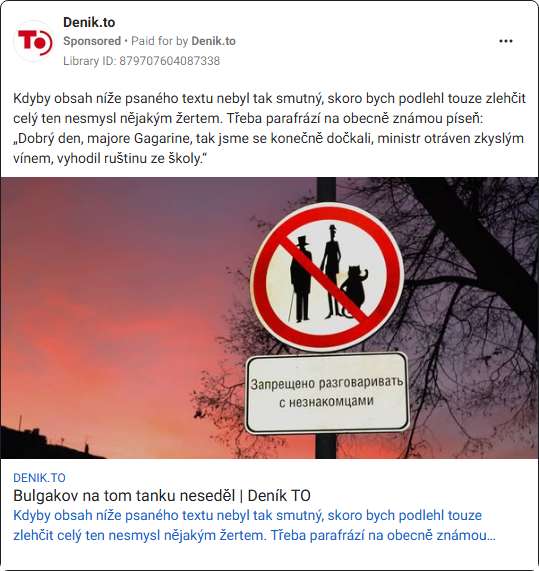 Denik.to
Sponsored • Paid for by Denik.to
Library ID: 879707604087338
Kdyby obsah níže psaného textu nebyl tak smutný, skoro bych podlehl touze zlehčit
celý ten nesmysl nějakým žertem. Třeba parafrází na obecně známou píseň:
„Dobrý den, majore Gagarine, tak jsme se konečně dočkali, ministr otráven zkyslým
vínem, vyhodil ruštinu ze školy.“
Запрещено разговаривать
с незнакомцами
DENIK.TO
Bulgakov na tom tanku neseděl | Deník TO
Kdyby obsah níže psaného textu nebyl tak smutný, skoro bych podlehl touze
zlehčit celý ten nesmysl nějakým žertem. Třeba parafrází na obecně známou...